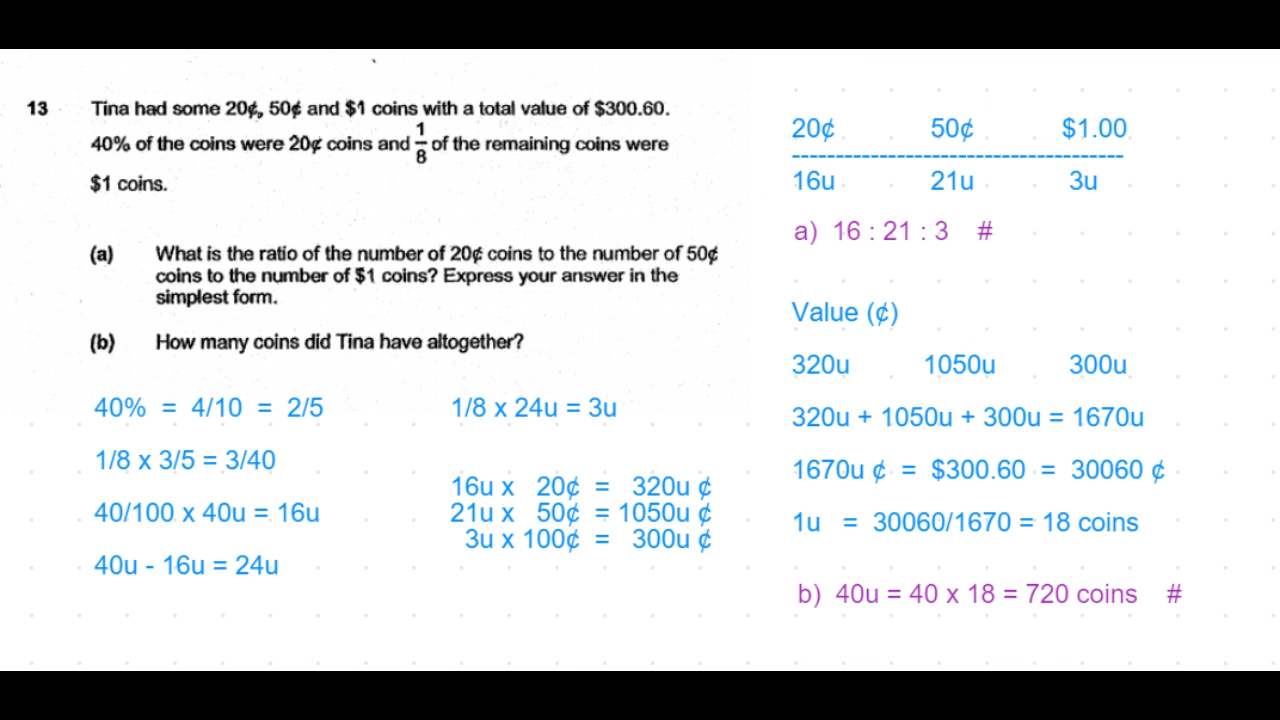 13 Tina had some 20¢, 50¢ and $1 coins with a total value of $300.60.
40% of the coins were 20¢ coins and 1/8 of the remaining coins were
$1 coins.
(a) What is the ratio of the number of 20¢ coins to the number of 50¢
coins to the number of $1 coins? Express your answer in the
simplest form.
(b) How many coins did Tina have altogether?
40% = 4/10 = 2/5
1/8 x 3/5 = 3/40
40/100 x 40u = 16u
40u - 16u = 24u
1/8 x 24u = 3u
16u x 20¢ = 320u ¢
21u x 50¢ = 1050u ¢
3u x 100¢ = 300u ¢
20¢ 50¢ $1.00
----------------------------------------
16u 21u 3u
a) 16 : 21 : 3 #
Value (¢)
320u 1050u 300u
320u + 1050u + 300u = 1670u
1670u ¢ = $300.60 = 30060 ¢
1u = 30060/1670 = 18 coins
b) 40u = 40 x 18 = 720 coins #